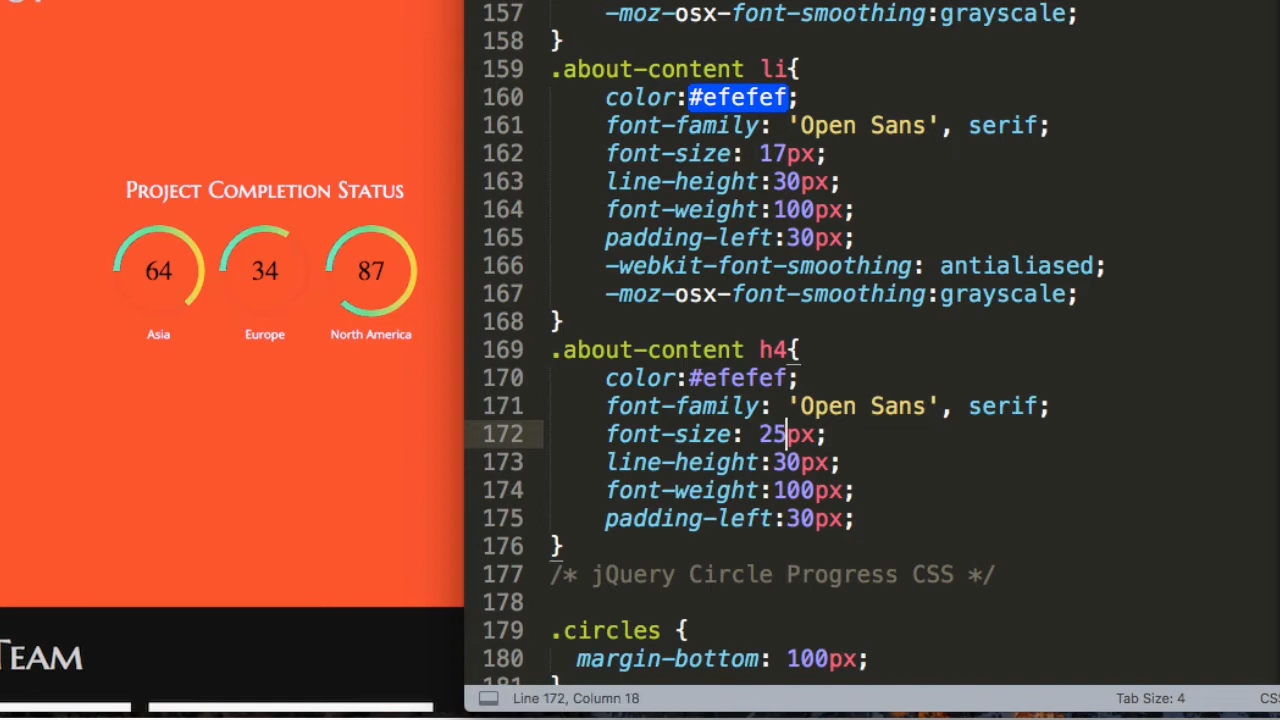 Project Completion Status
64
34
87
Asia
Europe
North America
Team
157 -moz-osx-font-smoothing:grayscale;
158 }
159 .about-content li{
160 color:#efefef;
161 font-family: 'Open Sans', serif;
162 font-size: 17px;
163 line-height:30px;
164 font-weight:100px;
165 padding-left:30px;
166 -webkit-font-smoothing: antialiased;
167 -moz-osx-font-smoothing:grayscale;
168 }
169 .about-content h4{
170 color:#efefef;
171 font-family: 'Open Sans', serif;
172 font-size: 25px;
173 line-height:30px;
174 font-weight:100px;
175 padding-left:30px;
176 }
177 /* jQuery Circle Progress CSS */
178
179 .circles {
180 margin-bottom: 100px;
Line 172, Column 18
Tab Size: 4